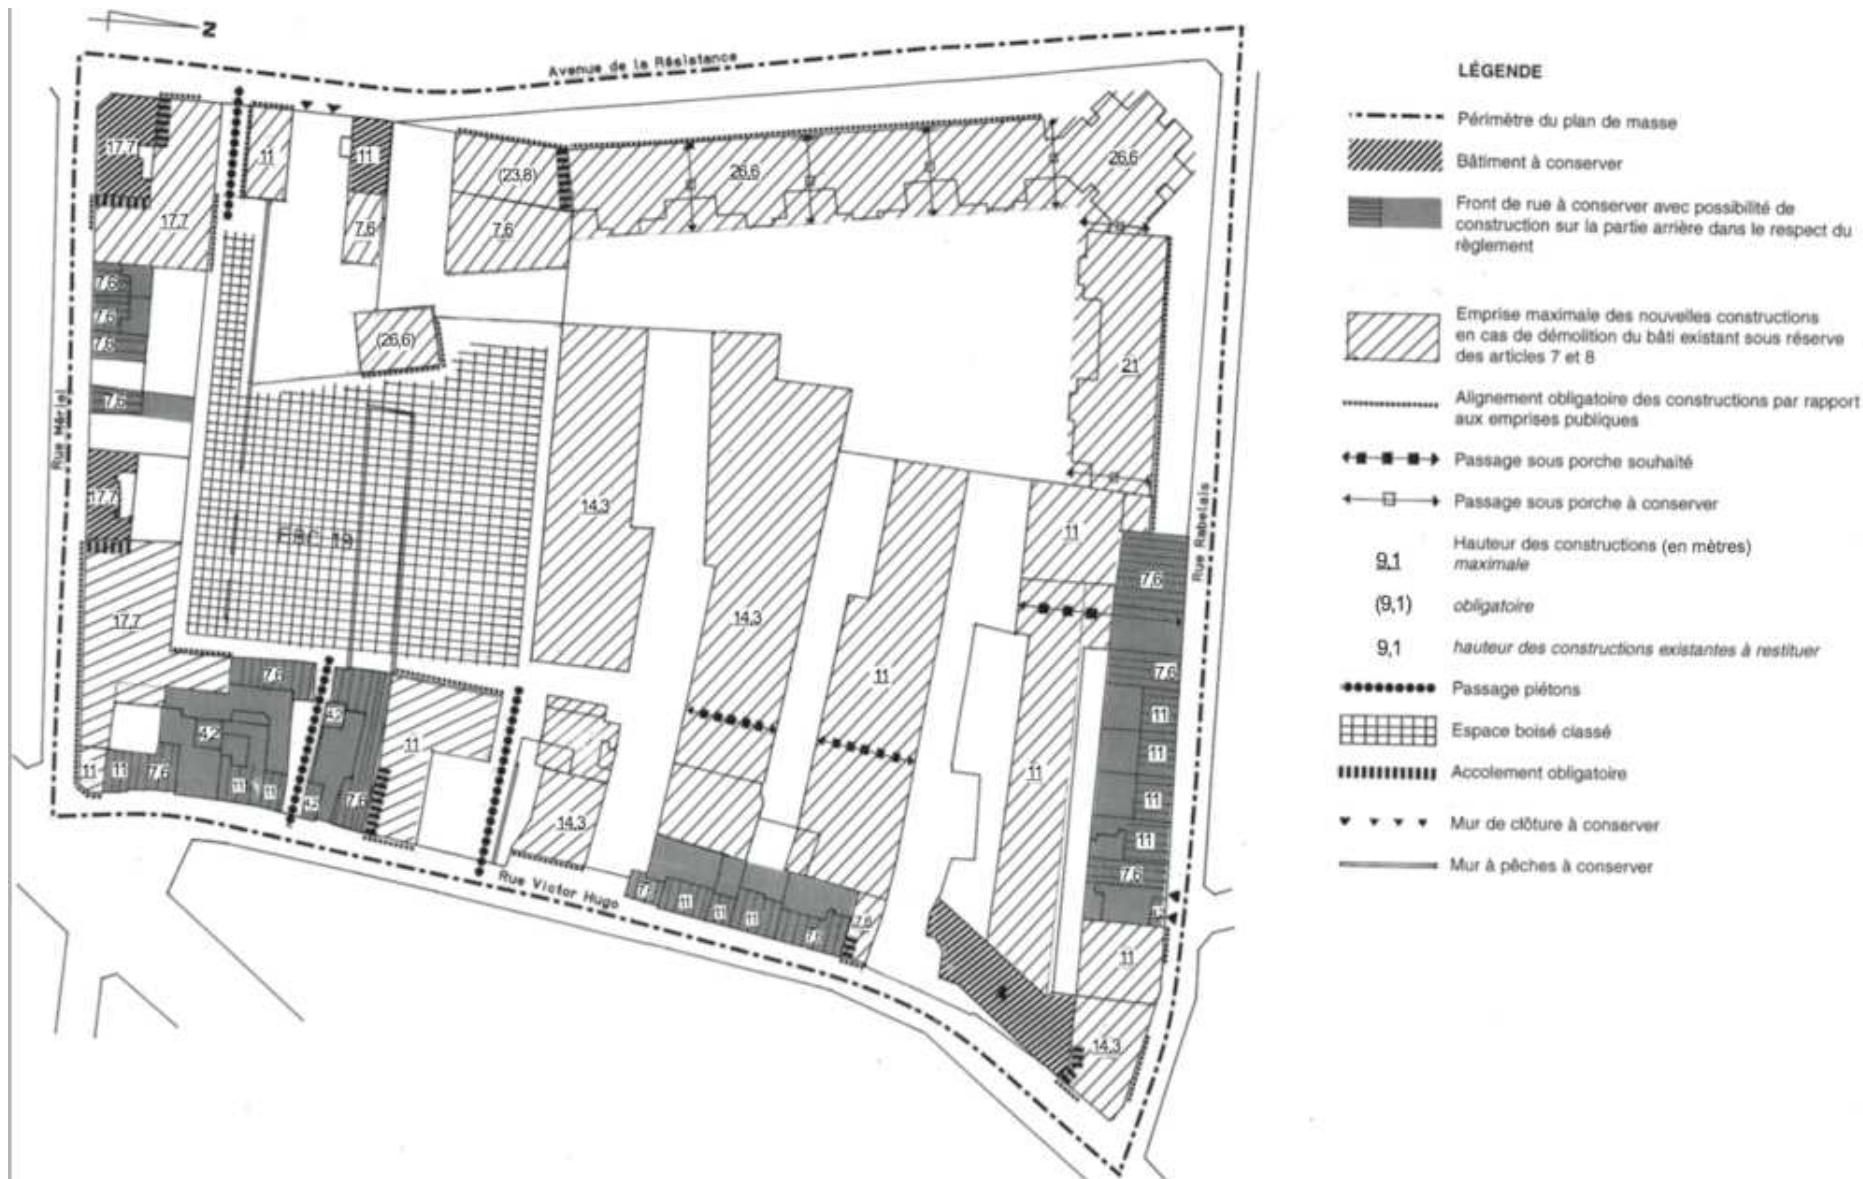 N
Avenue de la Résistance
Rue Mériel
Rue Rabelais
Rue Victor Hugo
17,7
11
11
(23,8)
26,6
26,6
17,7
7,6
7,6
7,6
7,6
7,6
(26,6)
21
7,6
17,7
EBC 19
14,3
11
7,6
17,7
14,3
7,6
7,6
11
4,2
11
11
11
7,6
11
11
11
14,3
11
11
7,6
7,6
11
11
7,6
11
11
11
7,6
11
14,3
LÉGENDE
Périmètre du plan de masse
Bâtiment à conserver
Front de rue à conserver avec possibilité de
construction sur la partie arrière dans le respect du
règlement
Emprise maximale des nouvelles constructions
en cas de démolition du bâti existant sous réserve
des articles 7 et 8
Alignement obligatoire des constructions par rapport
aux emprises publiques
Passage sous porche souhaité
Passage sous porche à conserver
9,1 Hauteur des constructions (en mètres)
maximale
(9,1) obligatoire
9,1 hauteur des constructions existantes à restituer
Passage piétons
Espace boisé classé
Accolement obligatoire
Mur de clôture à conserver
Mur à pêches à conserver